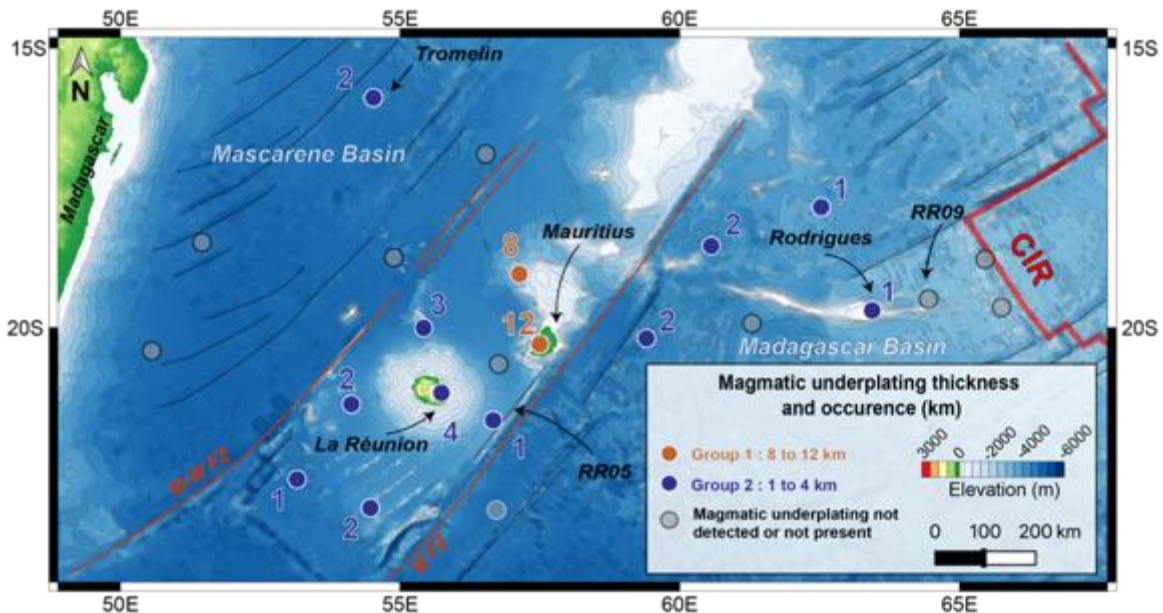 50E 55E 60E 65E
15S 15S
N
Tromelin
2
Madagascar
Mascarene Basin
1
RR09
2
Mauritius
Rodrigues
8
CIR
1
3
12
2
20S 20S
Madagascar Basin
2
La Réunion
4
1
RR05
1
2
M-WFZ
MFZ
Magmatic underplating thickness
and occurence (km)
Group 1 : 8 to 12 km
Group 2 : 1 to 4 km
Magmatic underplating not
detected or not present
3000 0 -2000 -4000 -6000
Elevation (m)
0 100 200 km
50E 55E 60E 65E